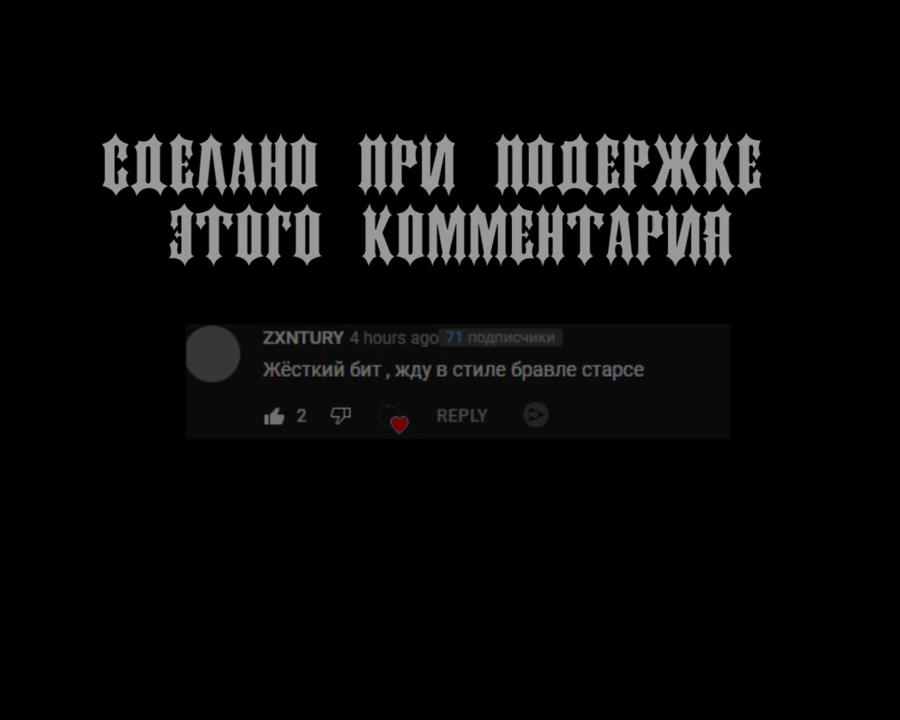 СДЕЛАНО ПРИ ПОДЕРЖКЕ
ЭТОГО КОММЕНТАРИЯ
ZXNTURY 4 hours ago 71 подписчики
Жёсткий бит , жду в стиле бравле старсе
2 REPLY